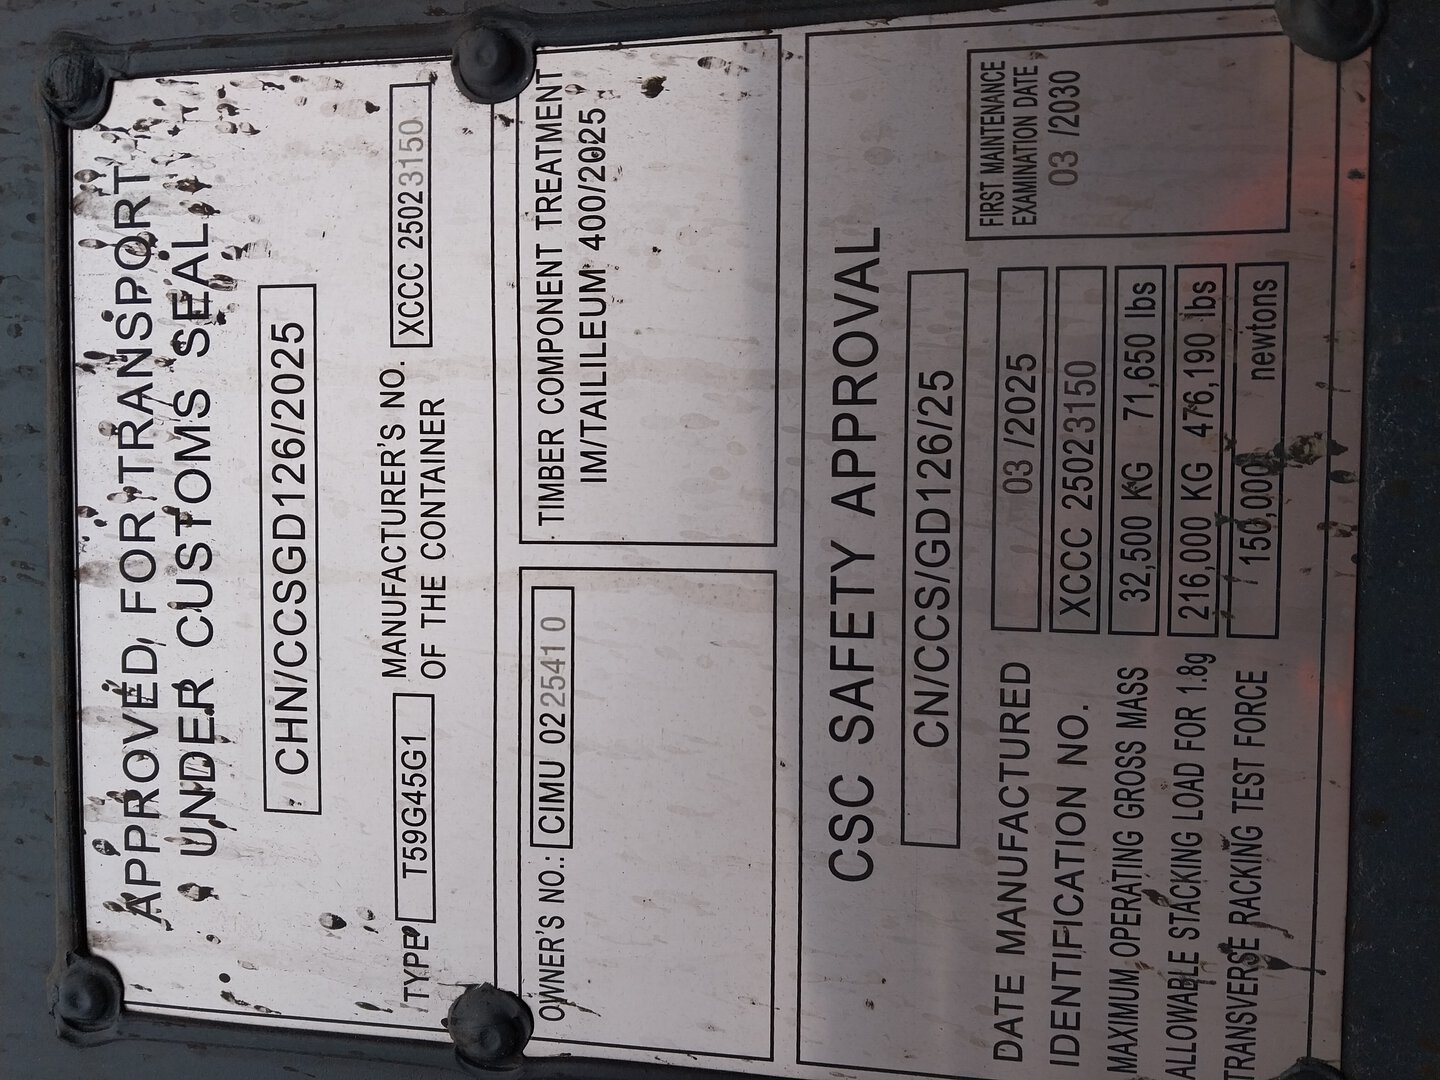 APPROVED FOR TRANSPORT
UNDER CUSTOMS SEAL
CHN/CCSGD126/2025
TYPE T59G45G1 MANUFACTURER'S NO. XCCC 25023150
OF THE CONTAINER
OWNER'S NO.: CIMU 022541 0
TIMBER COMPONENT TREATMENT
IM/TAILILEUM 400/2025
CSC SAFETY APPROVAL
CN/CCS/GD126/25
FIRST MAINTENANCE
EXAMINATION DATE
03 /2030
DATE MANUFACTURED 03 /2025
IDENTIFICATION NO. XCCC 25023150
MAXIMUM OPERATING GROSS MASS 32,500 KG 71,650 lbs
ALLOWABLE STACKING LOAD FOR 1.8g 216,000 KG 476,190 lbs
TRANSVERSE RACKING TEST FORCE 150,000 newtons